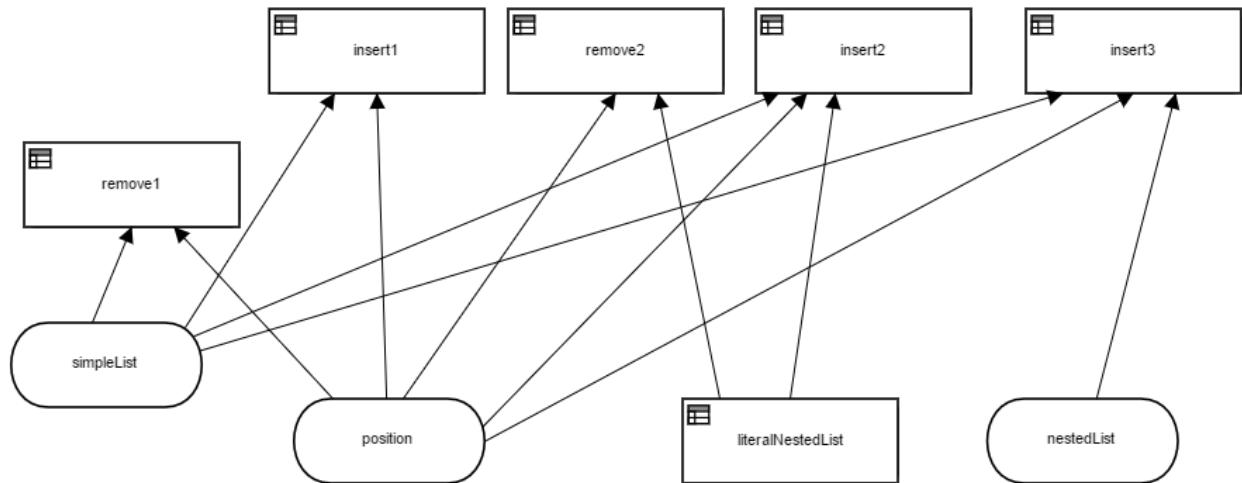 insert1
remove2
insert2
insert3
remove1
simpleList
position
literalNestedList
nestedList